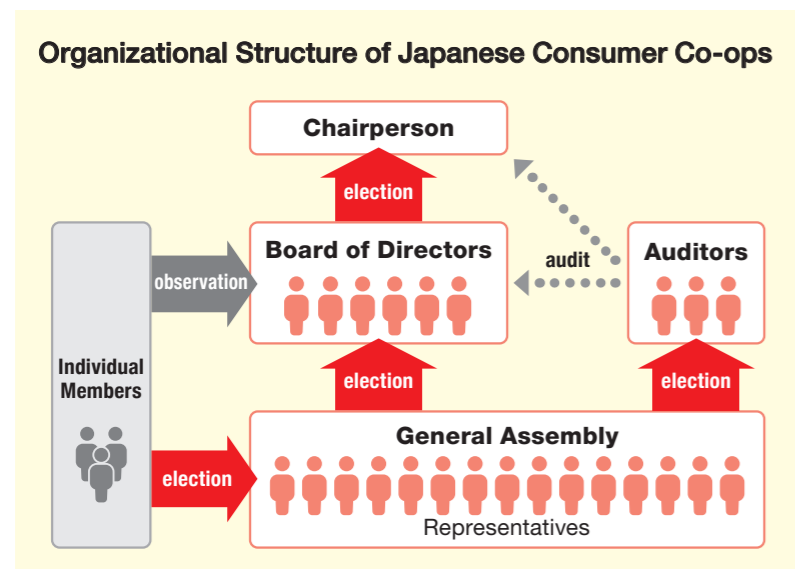 Organizational Structure of Japanese Consumer Co-ops
Chairperson
election
Board of Directors
observation
audit
Auditors
Individual
Members
election
election
General Assembly
election
Representatives